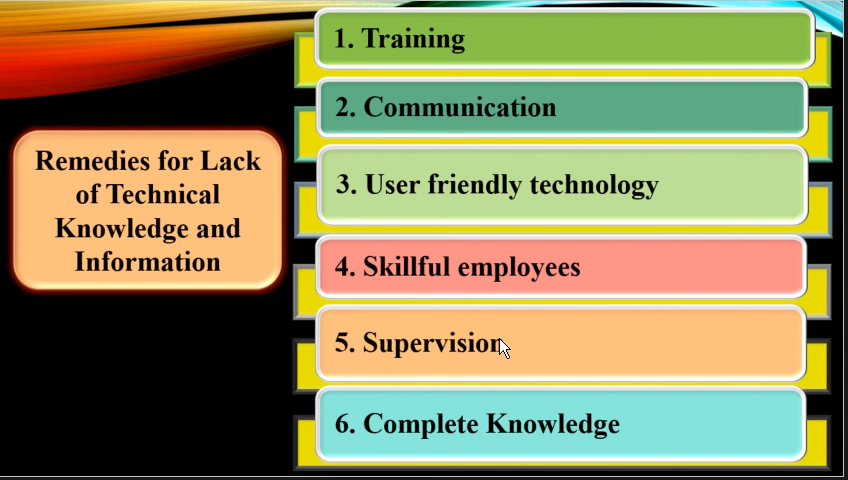 Remedies for Lack
of Technical
Knowledge and
Information
1. Training
2. Communication
3. User friendly technology
4. Skillful employees
5. Supervision
6. Complete Knowledge